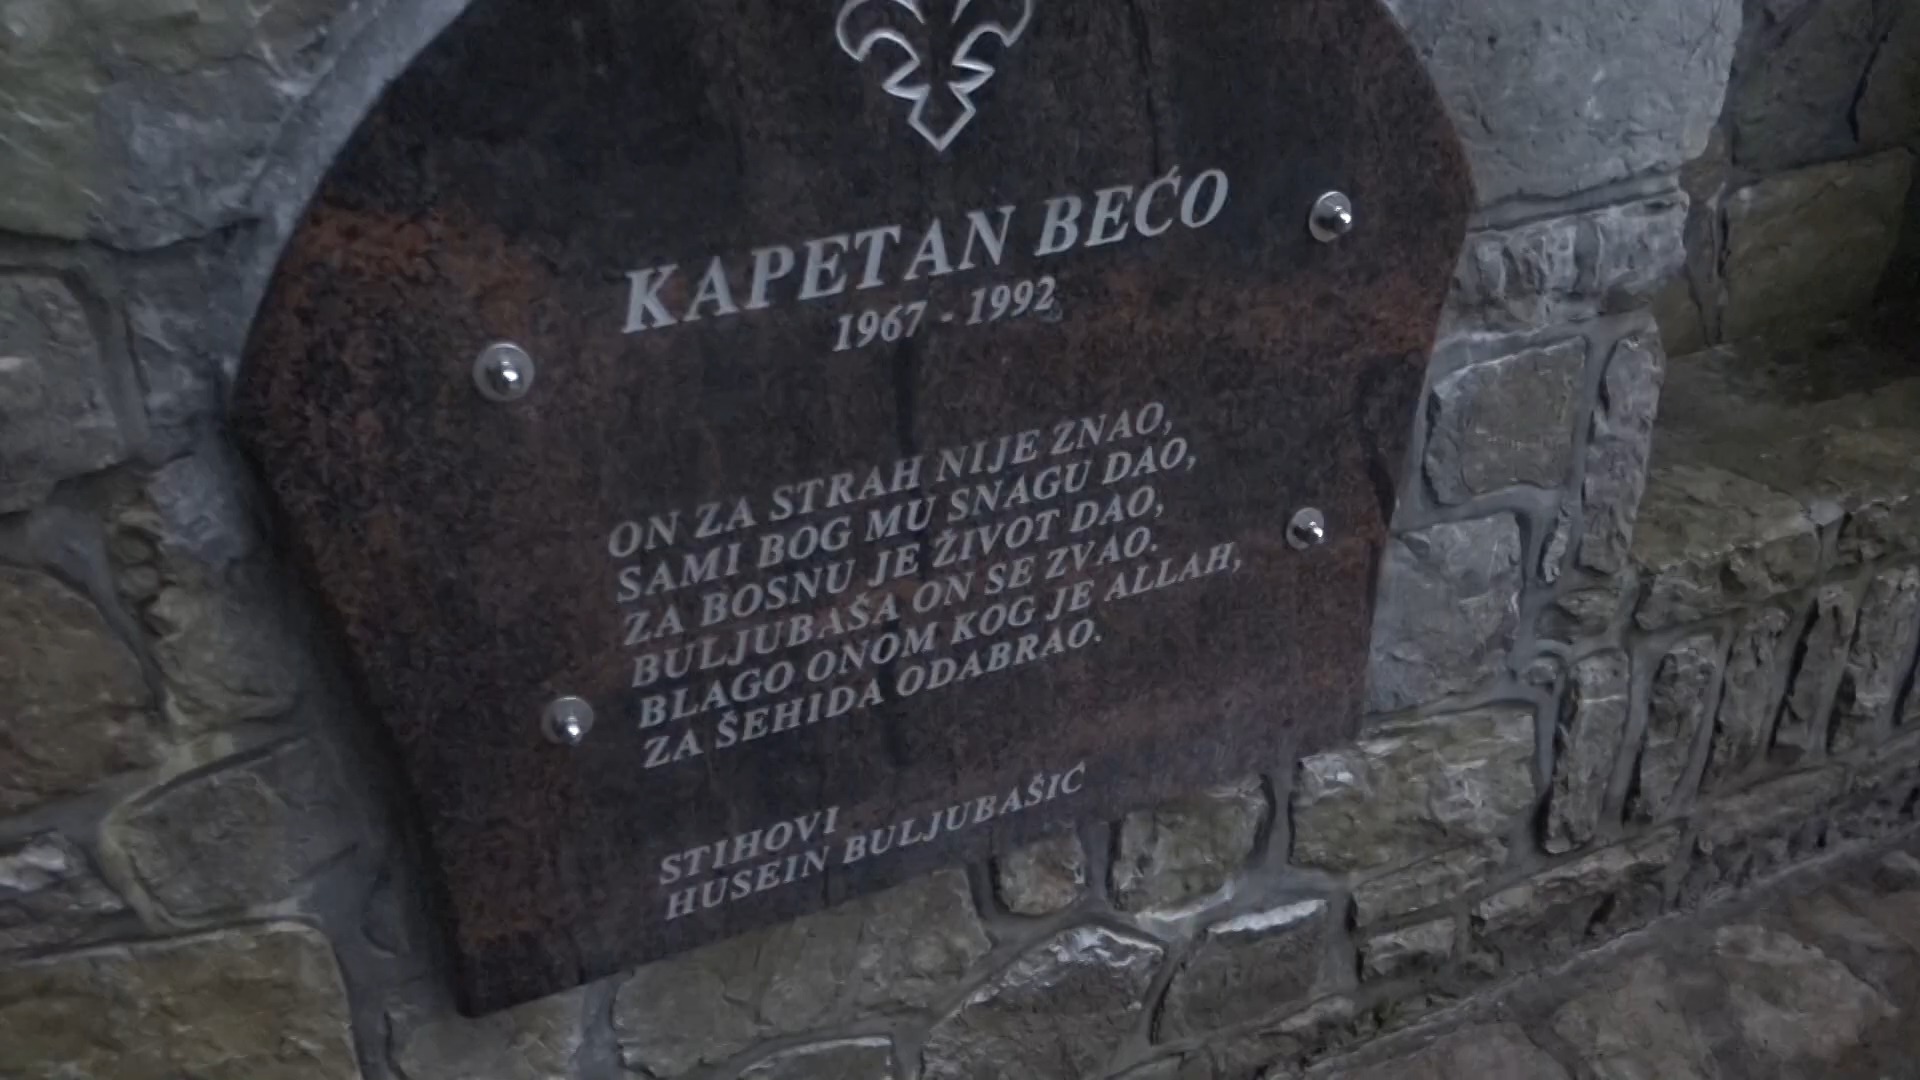 KAPETAN BEĆO
1967 - 1992
ON ZA STRAH NIJE ZNAO,
SAMI BOG MU SNAGU DAO,
ZA BOSNU JE ŽIVOT DAO,
BULJUBAŠA ON SE ZVAO.
BLAGO ONOM KOG JE ALLAH,
ZA ŠEHIDA ODABRAO.
STIHOVI
HUSEIN BULJUBAŠIĆ